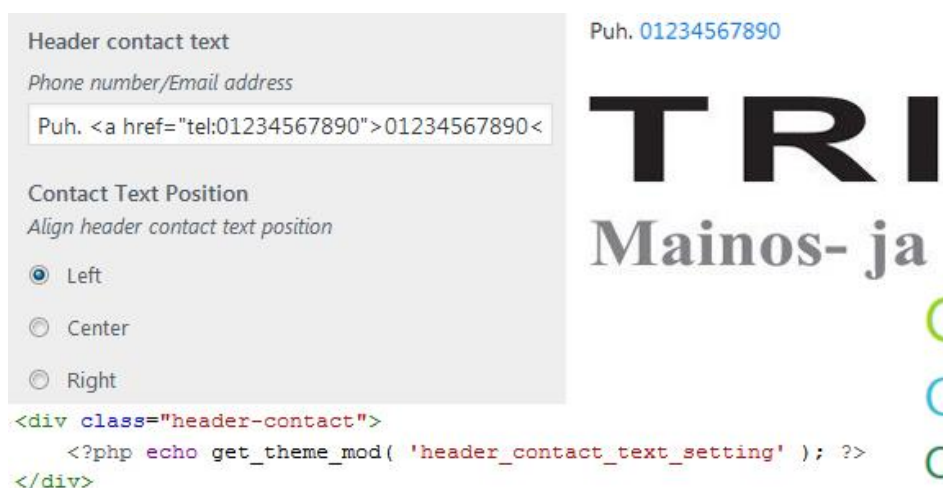 Header contact text
Phone number/Email address
Puh. <a href="tel:01234567890">01234567890<
Contact Text Position
Align header contact text position
Left
Center
Right
<div class="header-contact">
    <?php echo get_theme_mod( 'header_contact_text_setting' ); ?>
</div>
Puh. 01234567890
TRI
Mainos- ja